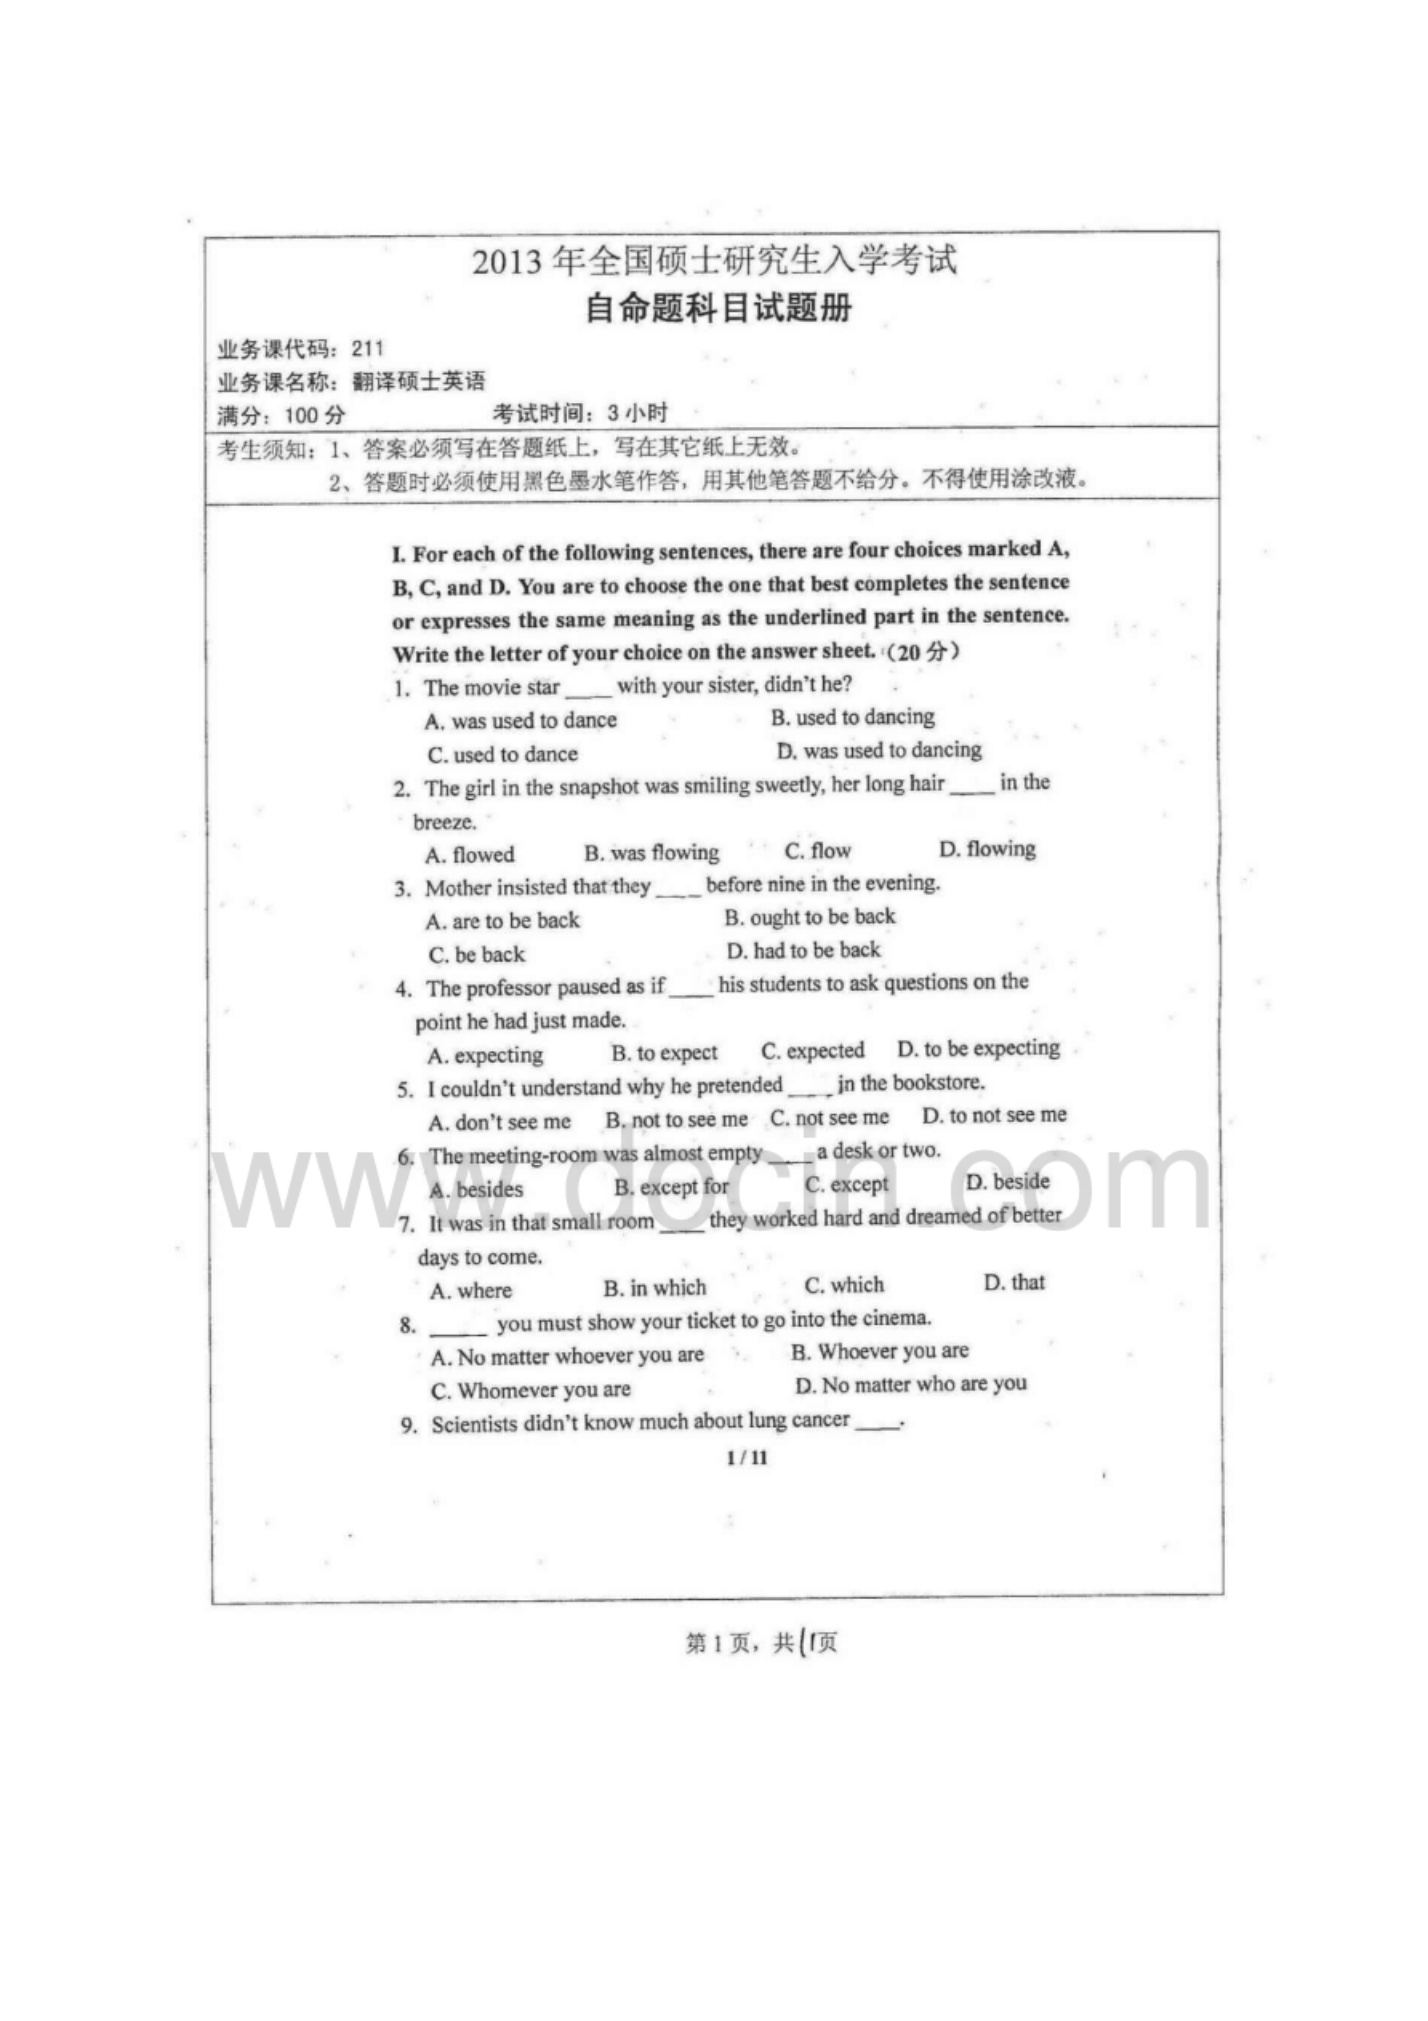 2013 年全国硕士研究生入学考试
自命题科目试题册
业务课代码：211
业务课名称：翻译硕士英语
满分：100 分 考试时间：3 小时
考生须知：1、答案必须写在答题纸上，写在其它纸上无效。
2、答题时必须使用黑色墨水笔作答，用其他笔答题不给分。不得使用涂改液。
I. For each of the following sentences, there are four choices marked A,
B, C, and D. You are to choose the one that best completes the sentence
or expresses the same meaning as the underlined part in the sentence.
Write the letter of your choice on the answer sheet.（20 分）
1. The movie star ____ with your sister, didn't he?
A. was used to dance B. used to dancing
C. used to dance D. was used to dancing
2. The girl in the snapshot was smiling sweetly, her long hair ____ in the
breeze.
A. flowed B. was flowing C. flow D. flowing
3. Mother insisted that they ____ before nine in the evening.
A. are to be back B. ought to be back
C. be back D. had to be back
4. The professor paused as if ____ his students to ask questions on the
point he had just made.
A. expecting B. to expect C. expected D. to be expecting
5. I couldn't understand why he pretended ____ in the bookstore.
A. don't see me B. not to see me C. not see me D. to not see me
6. The meeting-room was almost empty ____ a desk or two.
A. besides B. except for C. except D. beside
7. It was in that small room ____ they worked hard and dreamed of better
days to come.
A. where B. in which C. which D. that
8. _____ you must show your ticket to go into the cinema.
A. No matter whoever you are B. Whoever you are
C. Whomever you are D. No matter who are you
9. Scientists didn't know much about lung cancer ____.
1 / 11
第 1 页，共11页
www.docin.com